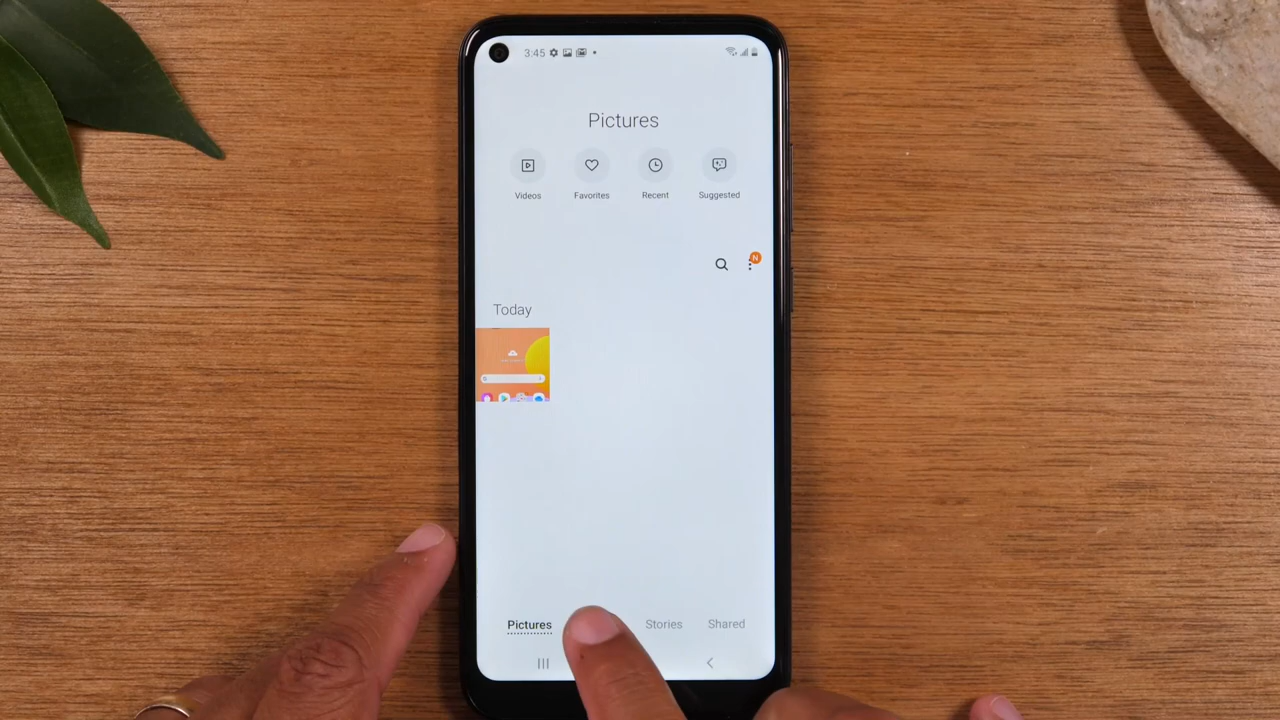 3:45
Pictures
Videos Favorites Recent Suggested
N
Today
Pictures Stories Shared